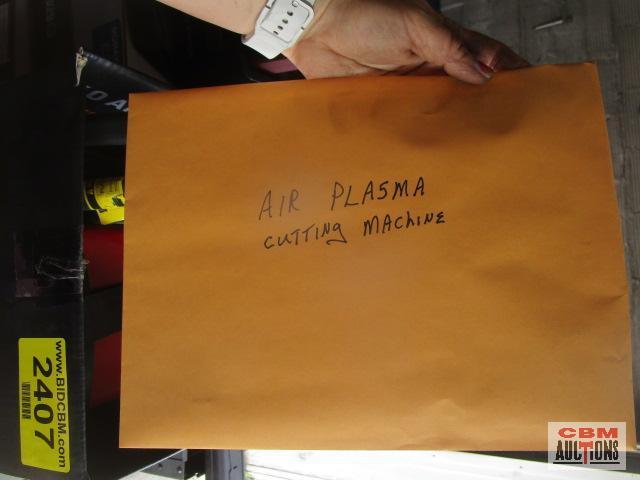 AIR PLASMA
CUTTING MACHINE
www.BIDCBM.com
2407
CBM
AUCTIONS